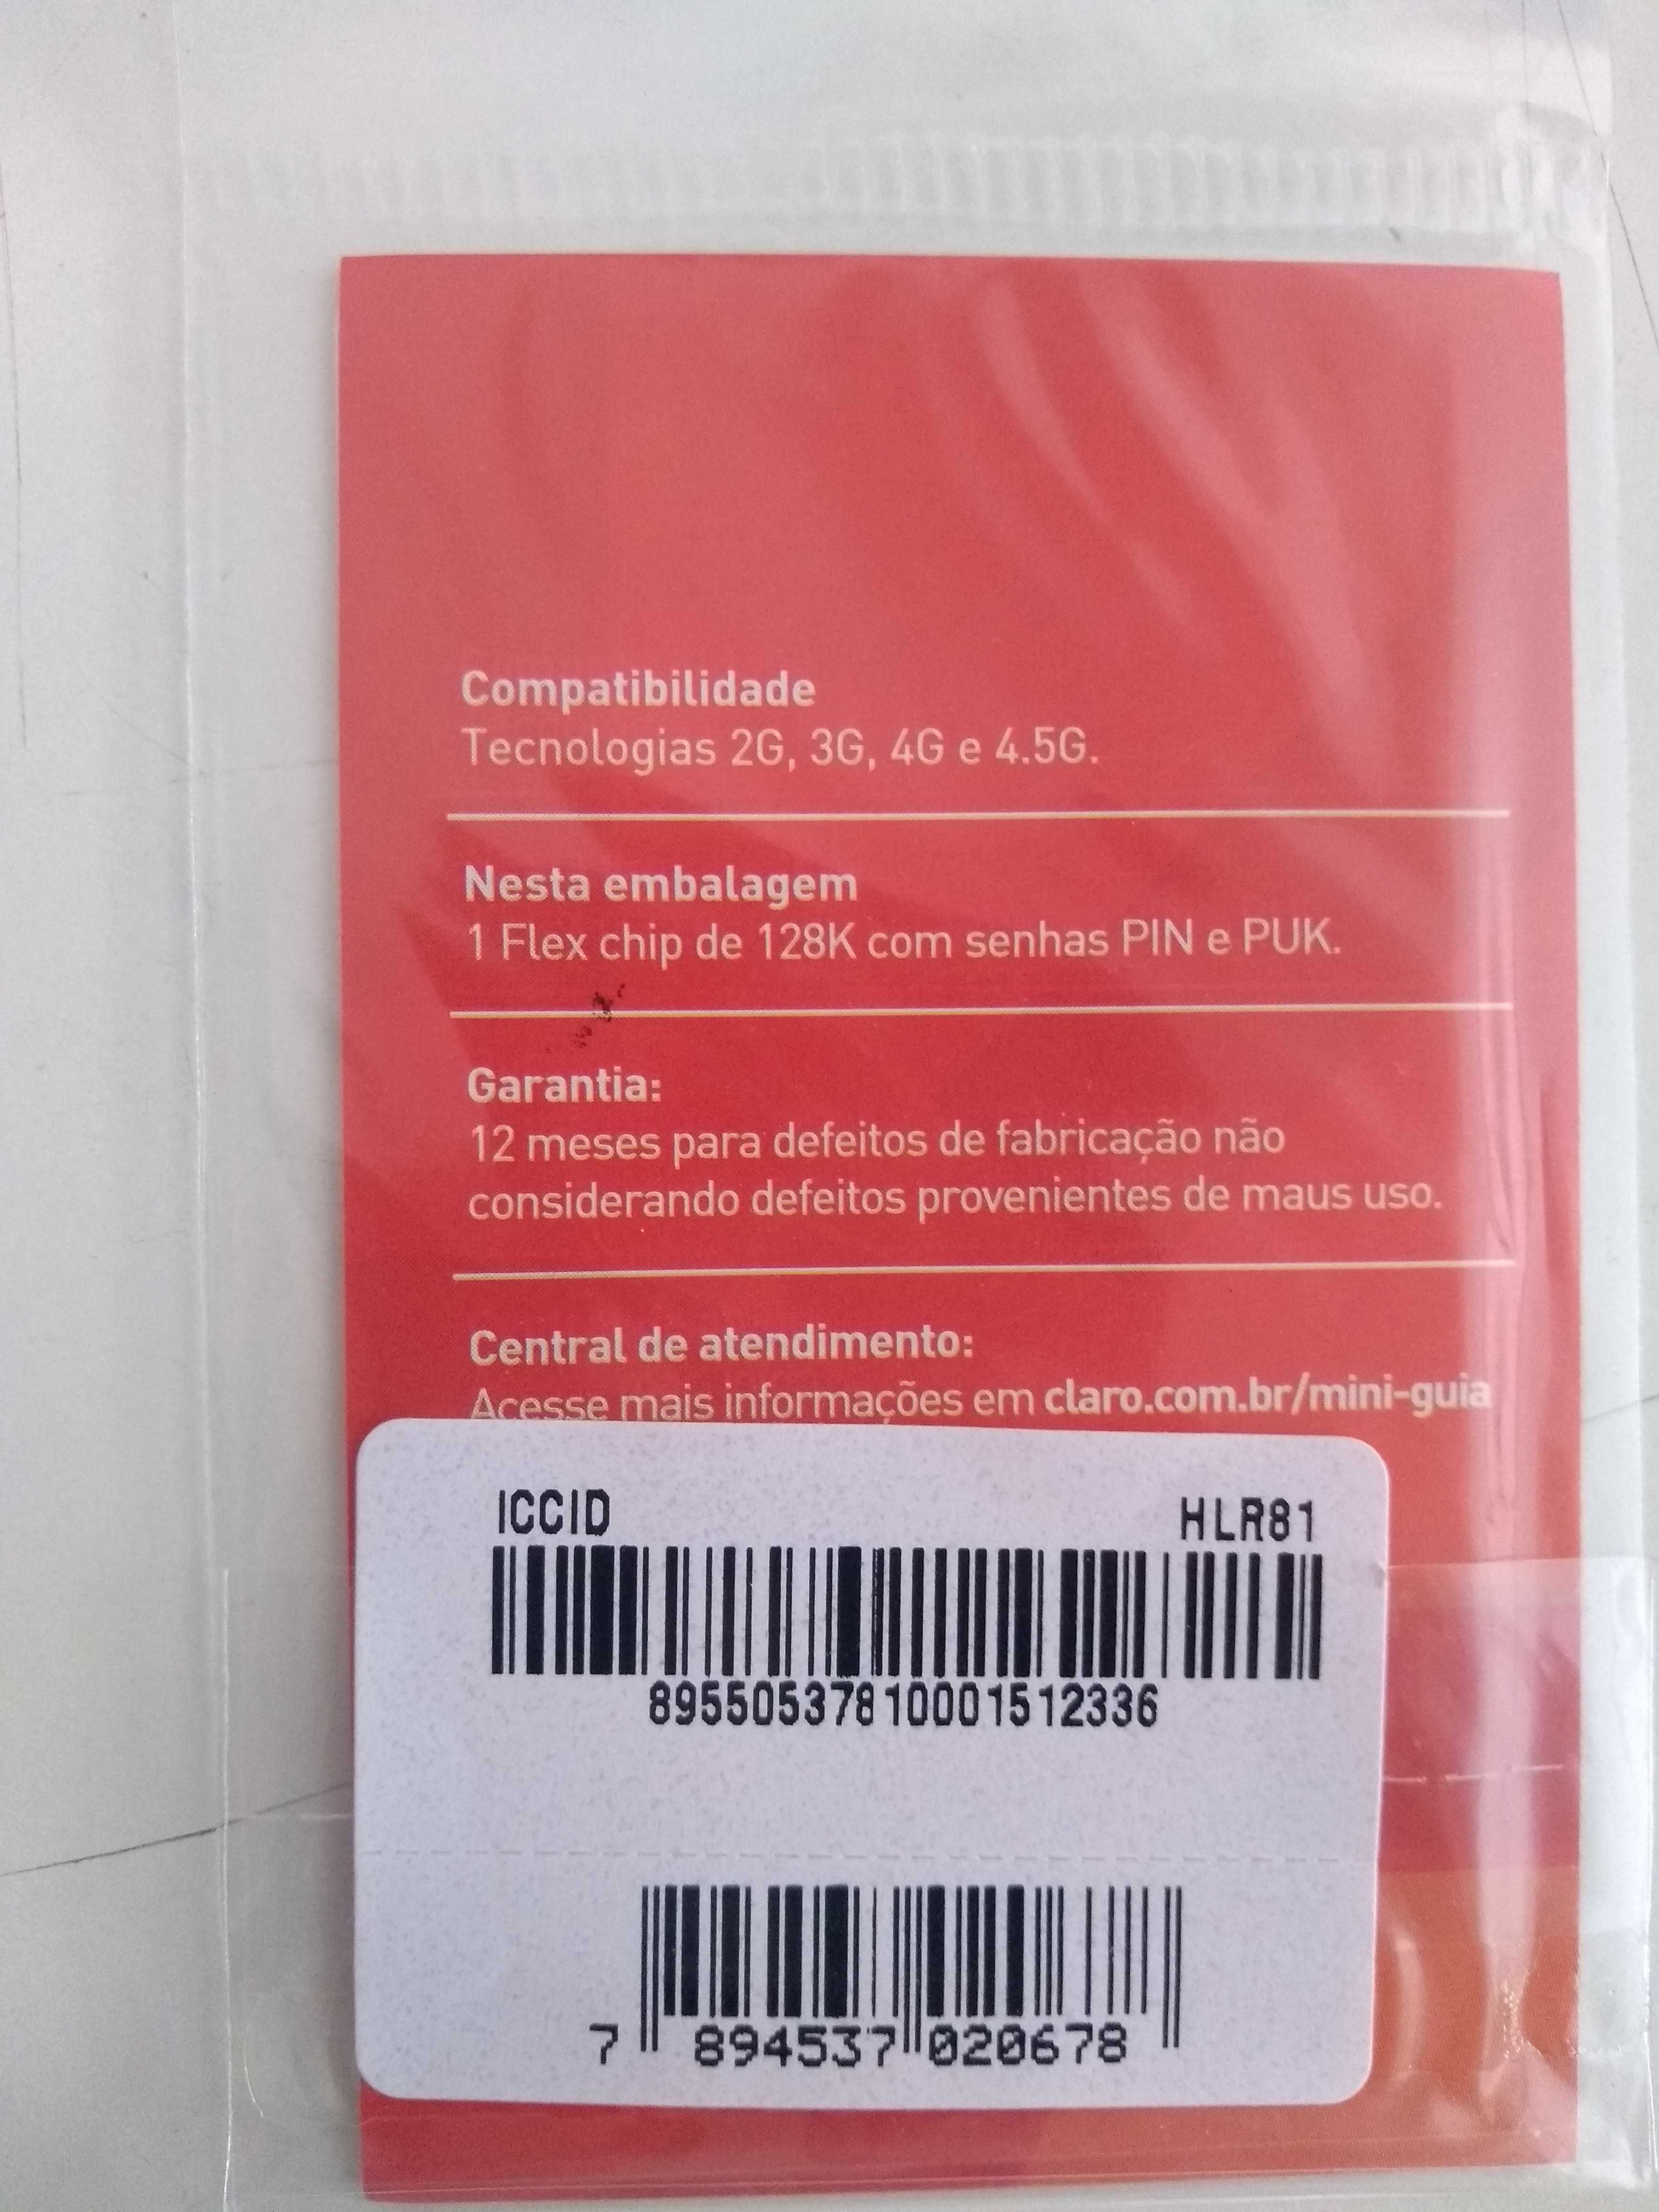 Compatibilidade
Tecnologias 2G, 3G, 4G e 4.5G.
Nesta embalagem
1 Flex chip de 128K com senhas PIN e PUK.
Garantia:
12 meses para defeitos de fabricação não
considerando defeitos provenientes de maus uso.
Central de atendimento:
Acesse mais informações em claro.com.br/mini-guia
ICCID HLR81
89550537810001512336
7 894537 020678